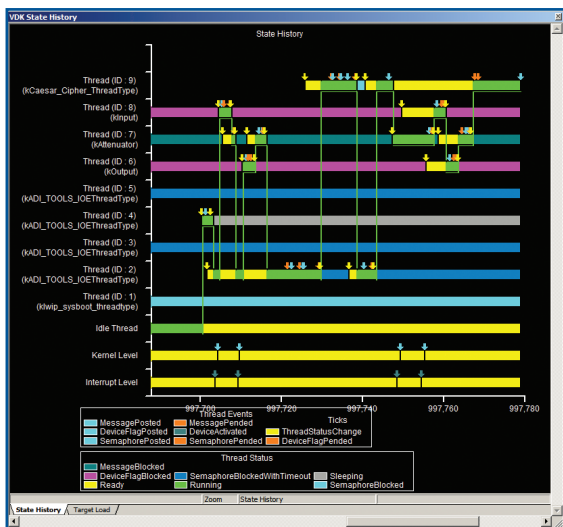 VDK State History
State History
Thread (ID : 9)
(kCaesar_Cipher_ThreadType)
Thread (ID : 8)
(kInput)
Thread (ID : 7)
(kAttenuator)
Thread (ID : 6)
(kOutput)
Thread (ID : 5)
(kADI_TOOLS_IOEThreadType)
Thread (ID : 4)
(kADI_TOOLS_IOEThreadType)
Thread (ID : 3)
(kADI_TOOLS_IOEThreadType)
Thread (ID : 2)
(kADI_TOOLS_IOEThreadType)
Thread (ID : 1)
(klwip_sysboot_threadtype)
Idle Thread
Kernel Level
Interrupt Level
997,700 997,720 997,740 997,760 997,780
Thread Events Ticks
MessagePosted MessagePended
DeviceFlagPosted DeviceActivated ThreadStatusChange
SemaphorePosted SemaphorePended DeviceFlagPended
Thread Status
MessageBlocked
DeviceFlagBlocked SemaphoreBlockedWithTimeout Sleeping
Ready Running SemaphoreBlocked
Zoom State History
State History Target Load